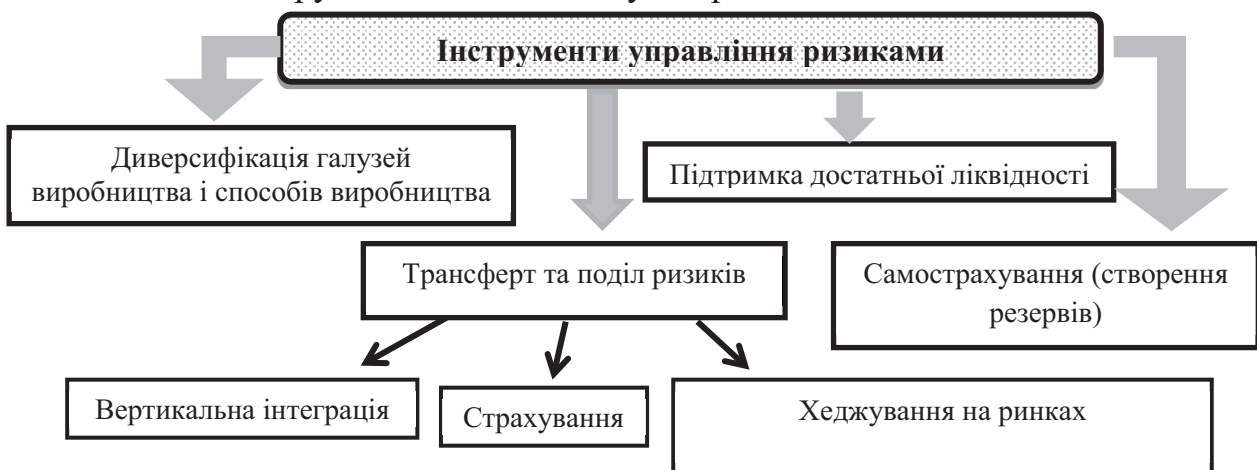 Інструменти управління ризиками
Диверсифікація галузей
виробництва і способів виробництва
Підтримка достатньої ліквідності
Трансферт та поділ ризиків
Самострахування (створення
резервів)
Вертикальна інтеграція
Страхування
Хеджування на ринках